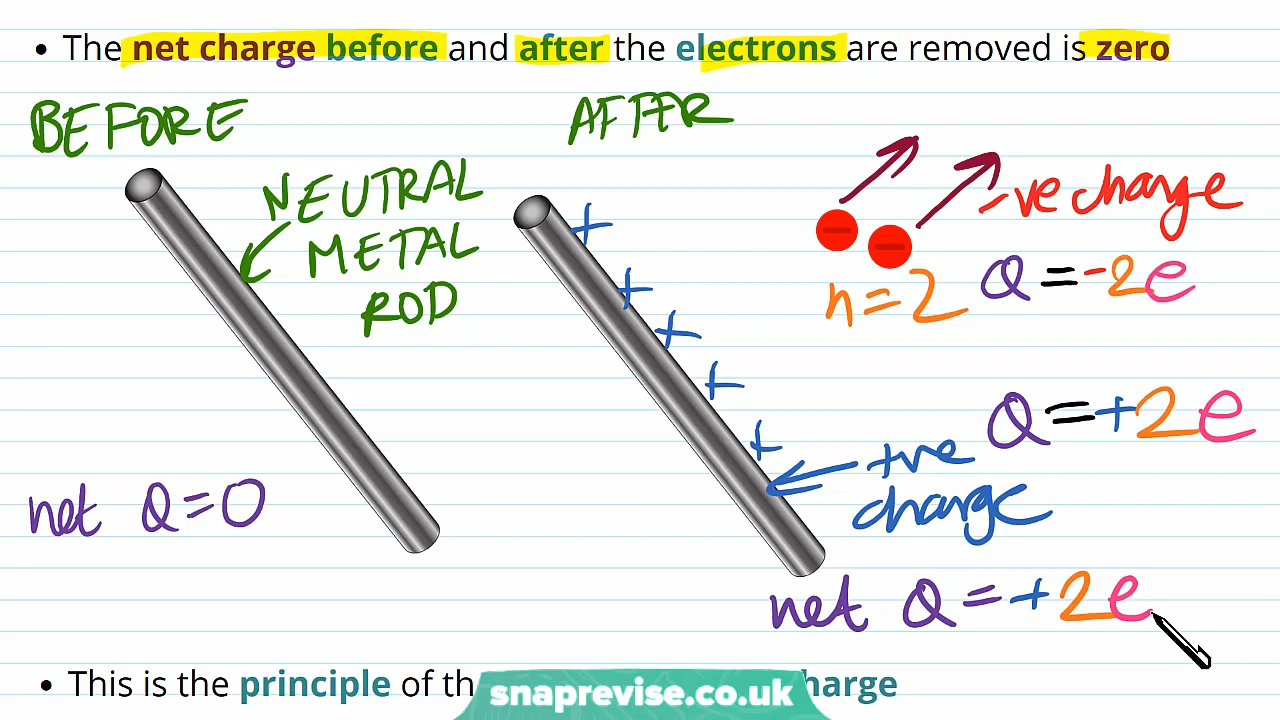 • The net charge before and after the electrons are removed is zero
BEFORE
AFTER
NEUTRAL
METAL
ROD
-ve charge
n=2
Q=-2e
+
+
+
+
+
Q=+2e
+ve
charge
net Q=0
net Q=+2e
• This is the principle of the harge
snaprevise.co.uk